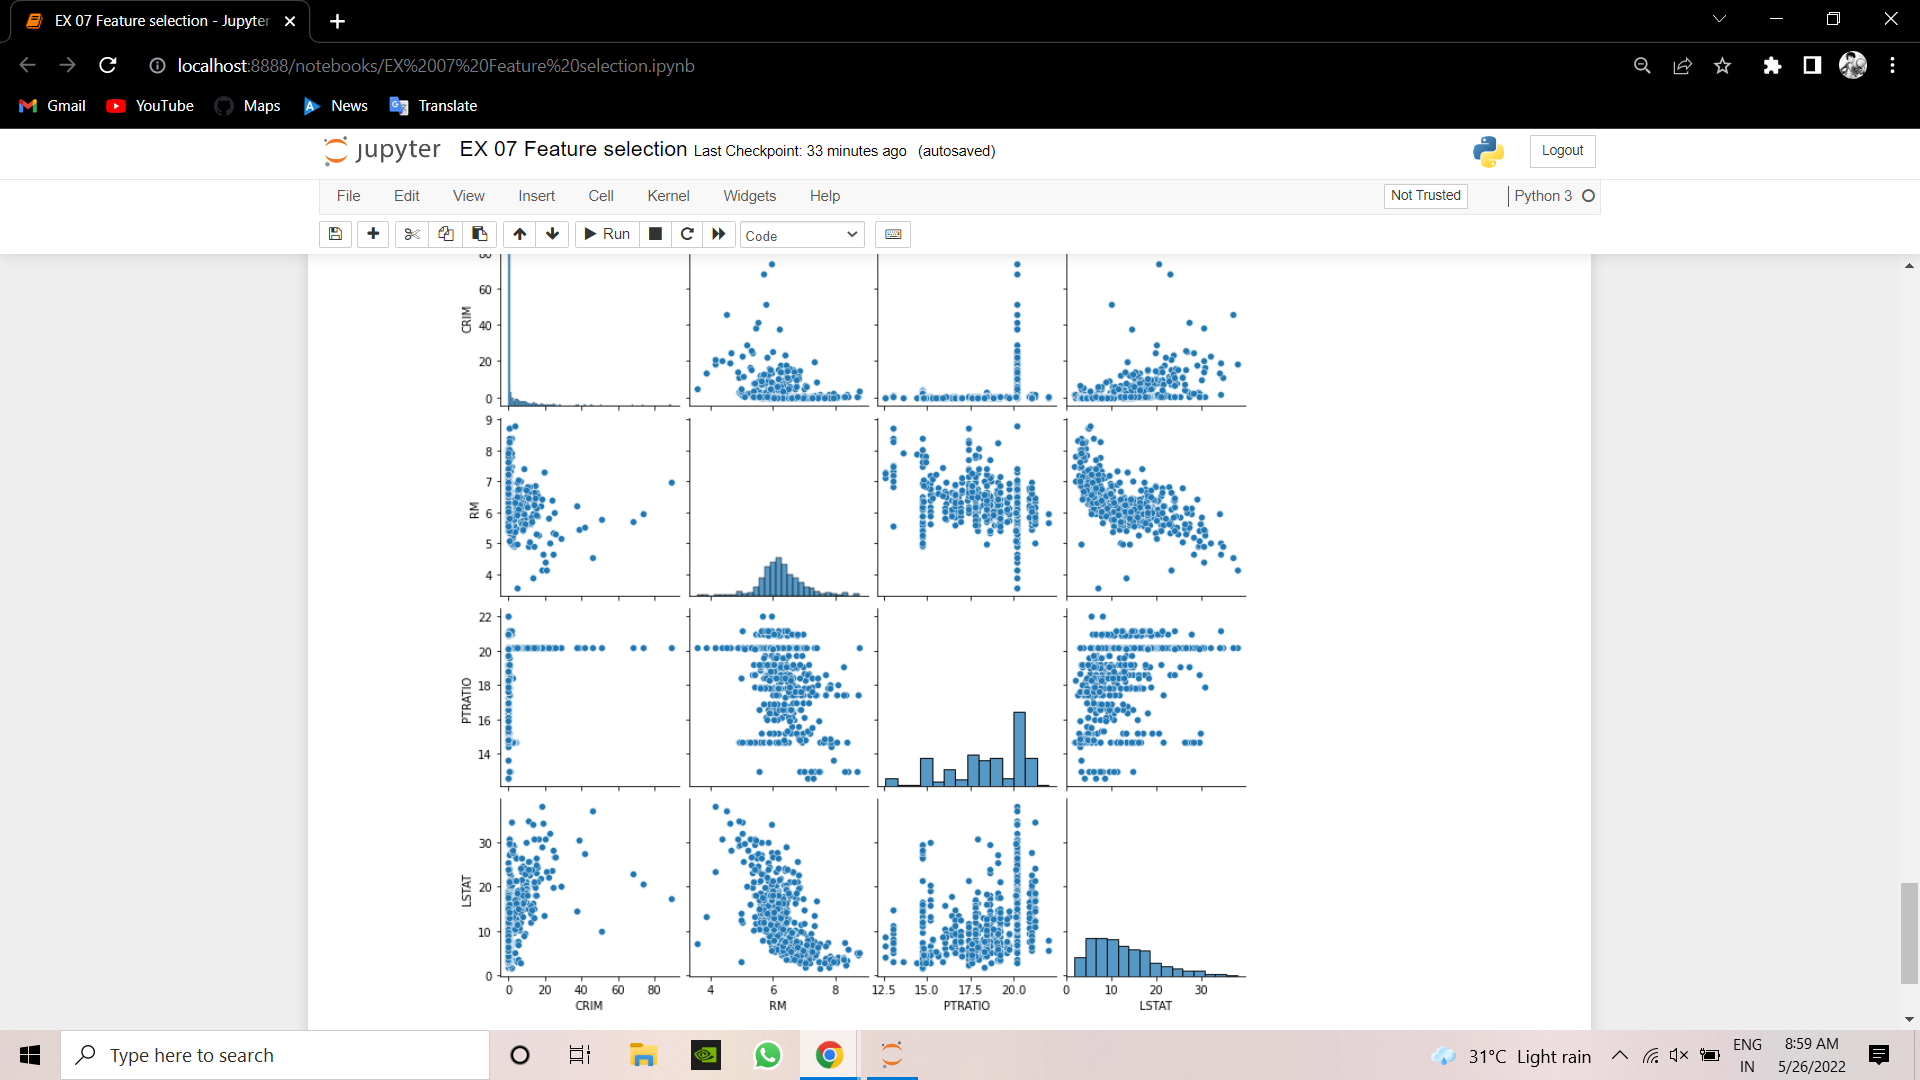 EX 07 Feature selection - Jupyter
localhost:8888/notebooks/EX%2007%20Feature%20selection.ipynb
Gmail YouTube Maps News Translate
jupyter EX 07 Feature selection Last Checkpoint: 33 minutes ago (autosaved) Logout
File Edit View Insert Cell Kernel Widgets Help Not Trusted Python 3
Run Code
80
60
40
20
0
CRIM
9
8
7
6
5
4
RM
22
20
18
16
14
PTRATIO
30
20
10
0
LSTAT
0 20 40 60 80 4 6 8 12.5 15.0 17.5 20.0 0 10 20 30
CRIM RM PTRATIO LSTAT
Type here to search
31°C Light rain
ENG
IN
8:59 AM
5/26/2022